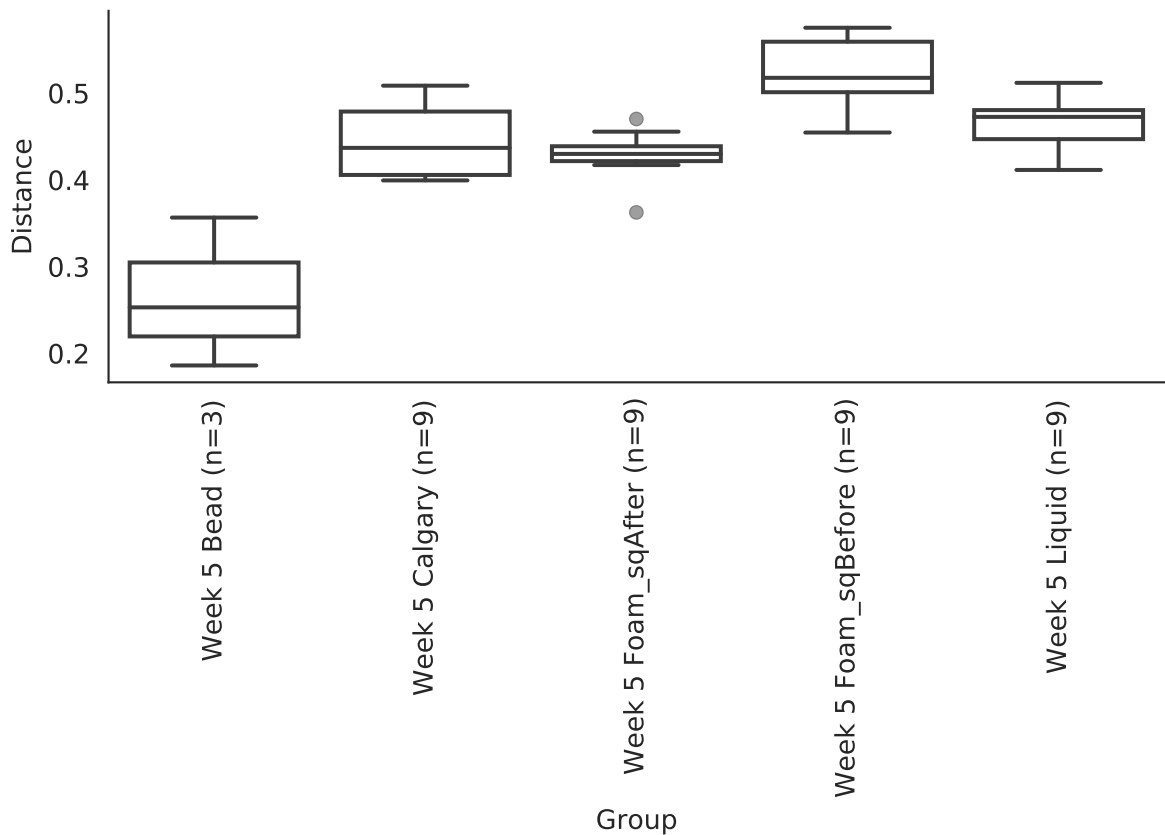 Distance
0.5
0.4
0.3
0.2
Week 5 Bead (n=3)
Week 5 Calgary (n=9)
Week 5 Foam_sqAfter (n=9)
Week 5 Foam_sqBefore (n=9)
Week 5 Liquid (n=9)
Group